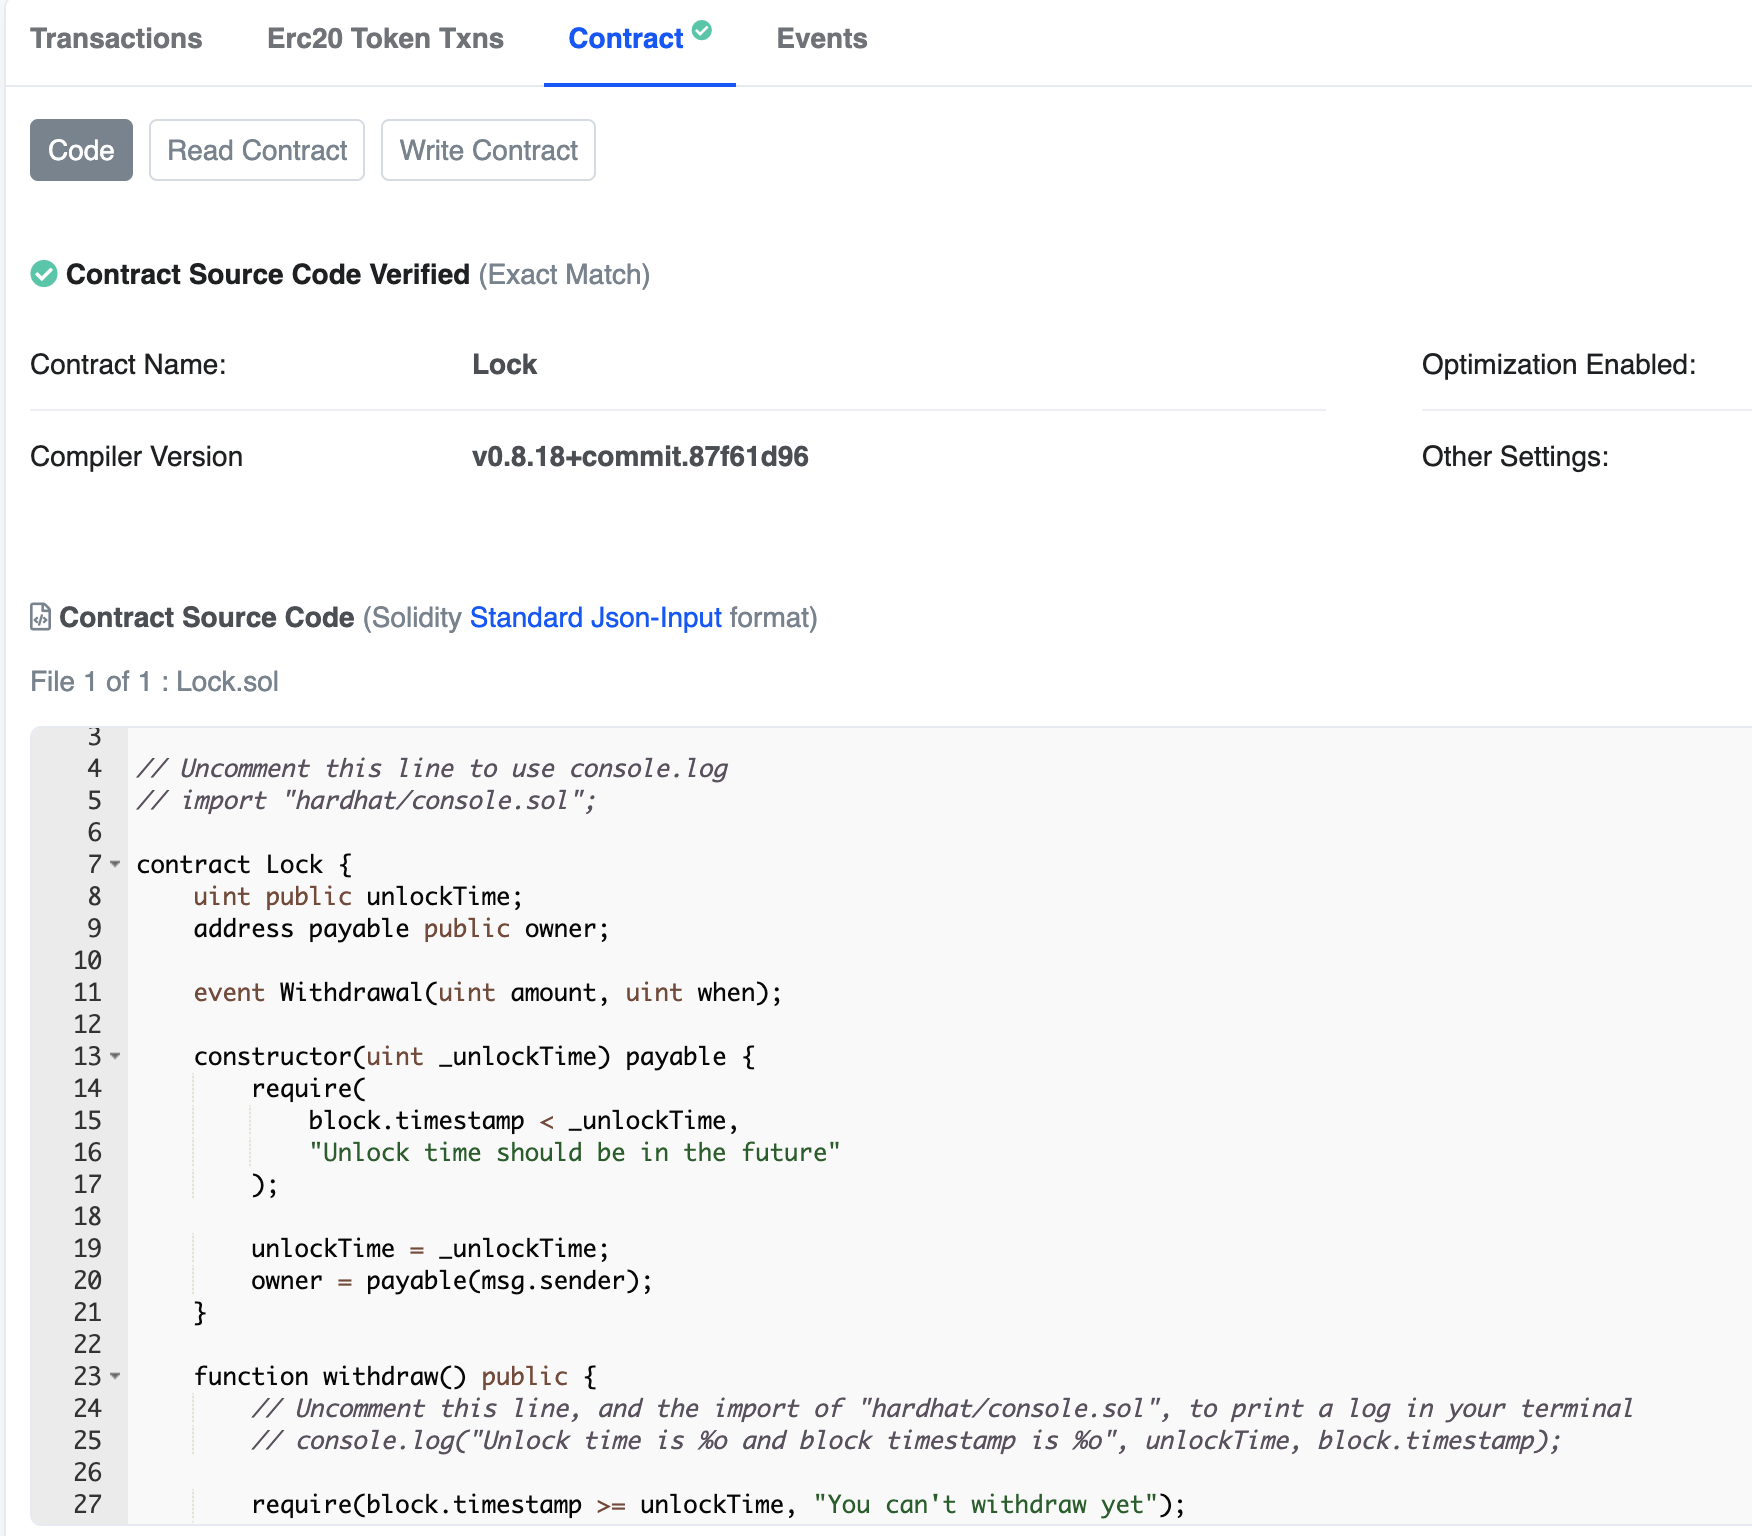 Transactions Erc20 Token Txns Contract Events
Code Read Contract Write Contract
Contract Source Code Verified (Exact Match)
Contract Name: Lock Optimization Enabled:
Compiler Version v0.8.18+commit.87f61d96 Other Settings:
Contract Source Code (Solidity Standard Json-Input format)
File 1 of 1 : Lock.sol
3
4 // Uncomment this line to use console.log
5 // import "hardhat/console.sol";
6
7 contract Lock {
8     uint public unlockTime;
9     address payable public owner;
10
11     event Withdrawal(uint amount, uint when);
12
13     constructor(uint _unlockTime) payable {
14         require(
15             block.timestamp < _unlockTime,
16             "Unlock time should be in the future"
17         );
18
19         unlockTime = _unlockTime;
20         owner = payable(msg.sender);
21     }
22
23     function withdraw() public {
24         // Uncomment this line, and the import of "hardhat/console.sol", to print a log in your terminal
25         // console.log("Unlock time is %o and block timestamp is %o", unlockTime, block.timestamp);
26
27         require(block.timestamp >= unlockTime, "You can't withdraw yet");